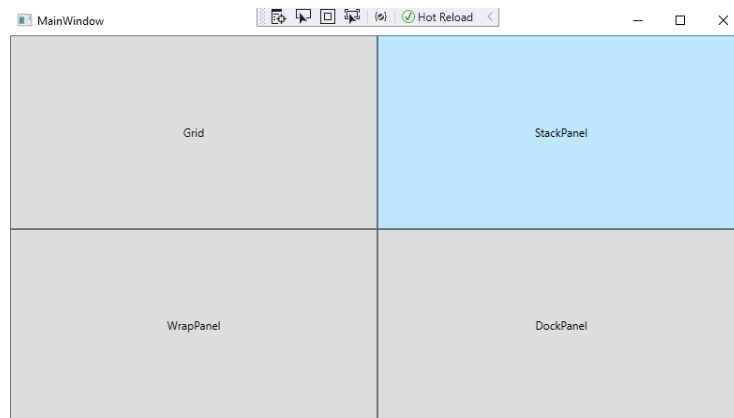 MainWindow
Hot Reload
Grid
StackPanel
WrapPanel
DockPanel